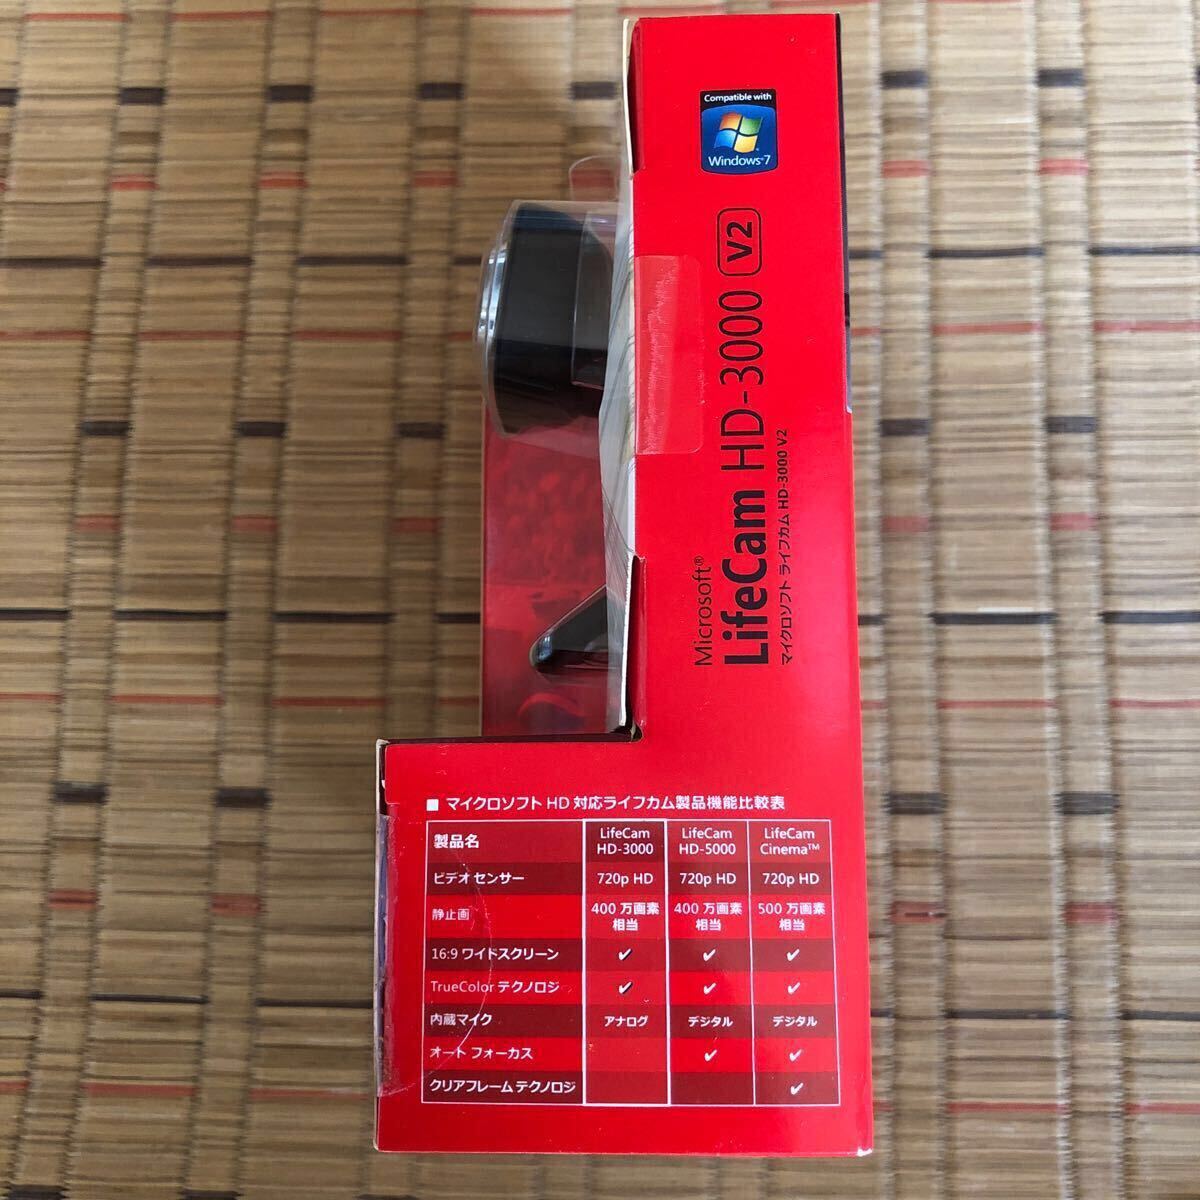 Compatible with
Windows®7
Microsoft®
LifeCam HD-3000 V2
マイクロソフト ライフカム HD-3000 V2
■ マイクロソフト HD 対応ライフカム製品機能比較表
製品名 LifeCam HD-3000 LifeCam HD-5000 LifeCam Cinema™
ビデオ センサー 720p HD 720p HD 720p HD
静止画 400 万画素相当 400 万画素相当 500 万画素相当
16:9 ワイドスクリーン ✓ ✓ ✓
TrueColor テクノロジ ✓ ✓ ✓
内蔵マイク アナログ デジタル デジタル
オート フォーカス ✓ ✓
クリアフレーム テクノロジ ✓